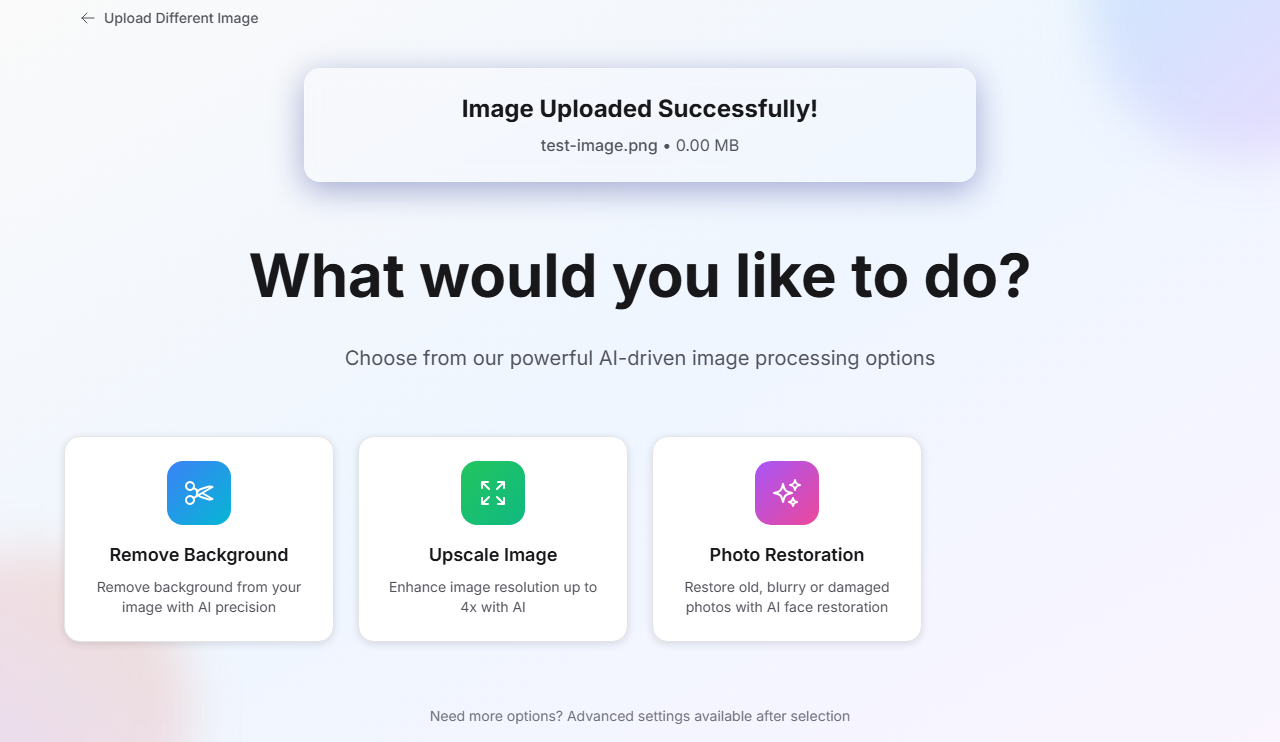 Upload Different Image
Image Uploaded Successfully!
test-image.png • 0.00 MB
What would you like to do?
Choose from our powerful AI-driven image processing options
Remove Background
Remove background from your
image with AI precision
Upscale Image
Enhance image resolution up to
4x with AI
Photo Restoration
Restore old, blurry or damaged
photos with AI face restoration
Need more options? Advanced settings available after selection